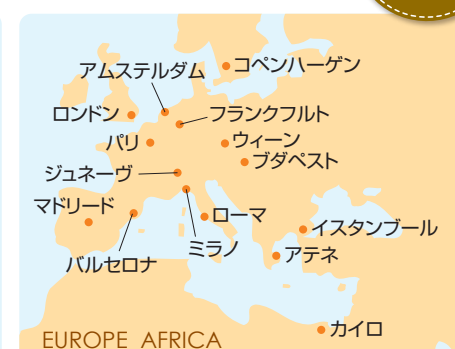 コペンハーゲン
アムステルダム
ロンドン
フランクフルト
パリ
ウィーン
ブダペスト
ジュネーヴ
マドリード
ローマ
イスタンブール
ミラノ
アテネ
バルセロナ
カイロ
EUROPE AFRICA